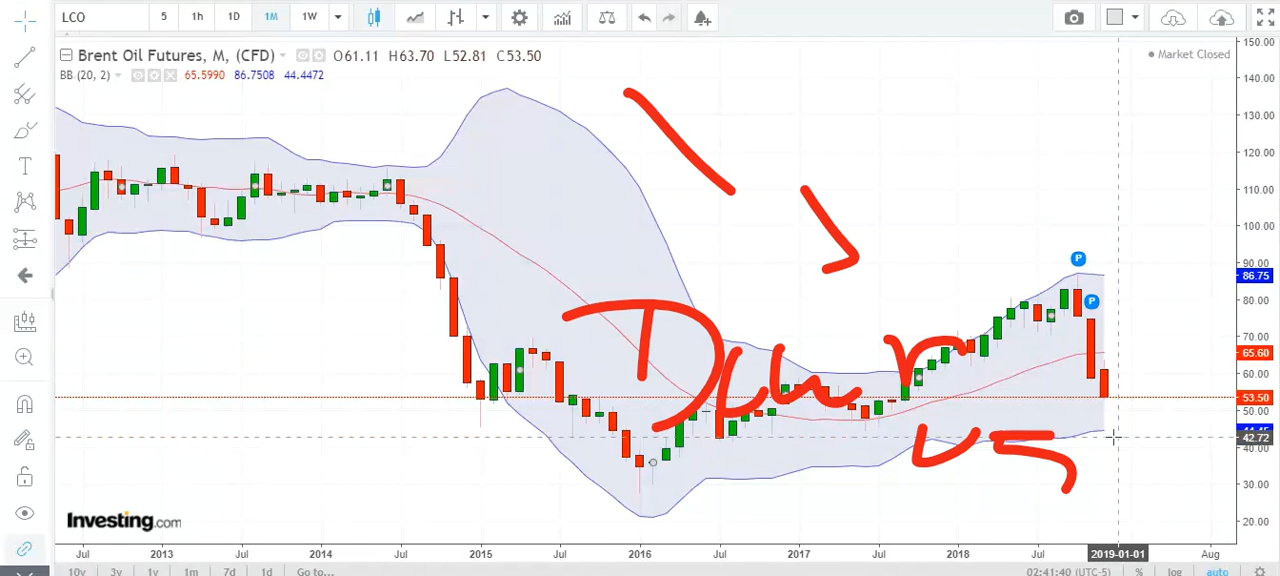 LCO 5 1h 1D 1M 1W
Brent Oil Futures, M, (CFD) O61.11 H63.70 L52.81 C53.50
Market Closed
BB (20, 2) 65.5990 86.7508 44.4472
150.00
140.00
130.00
120.00
110.00
100.00
90.00
86.75
80.00
70.00
65.60
60.00
53.50
50.00
42.72
40.00
30.00
20.00
P
P
Investing.com
Jul 2013 Jul 2014 Jul 2015 Jul 2016 Jul 2017 Jul 2018 Jul 2019-01-01 Aug
10y 3y 1y 1m 7d 1d Go to... 02:41:40 (UTC-5) % log auto